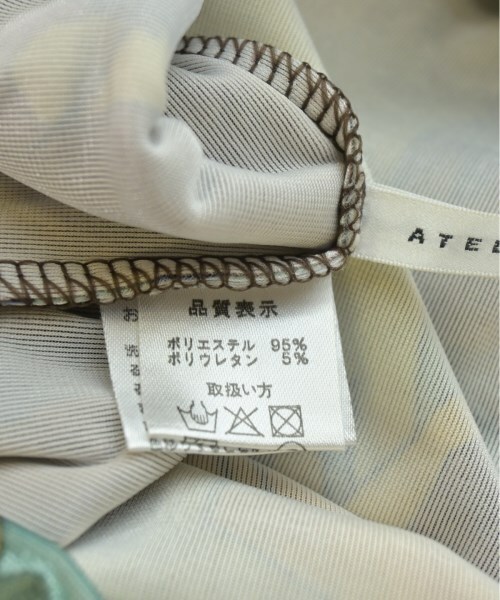 ATEL
品質表示
ポリエステル 95%
ポリウレタン 5%
取扱い方